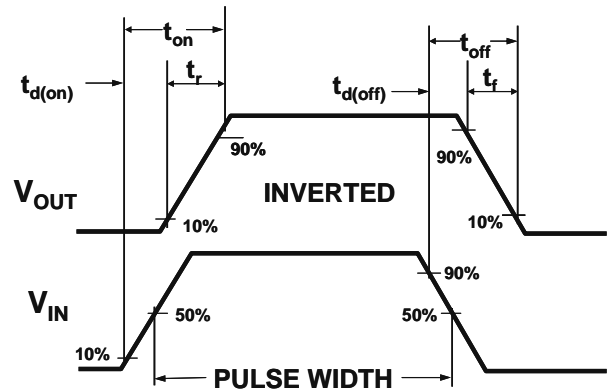 t_on t_off
t_r t_f
t_d(on) t_d(off)
90% 90%
V_OUT INVERTED
10% 10%
90%
V_IN 50% 50%
10%
PULSE WIDTH